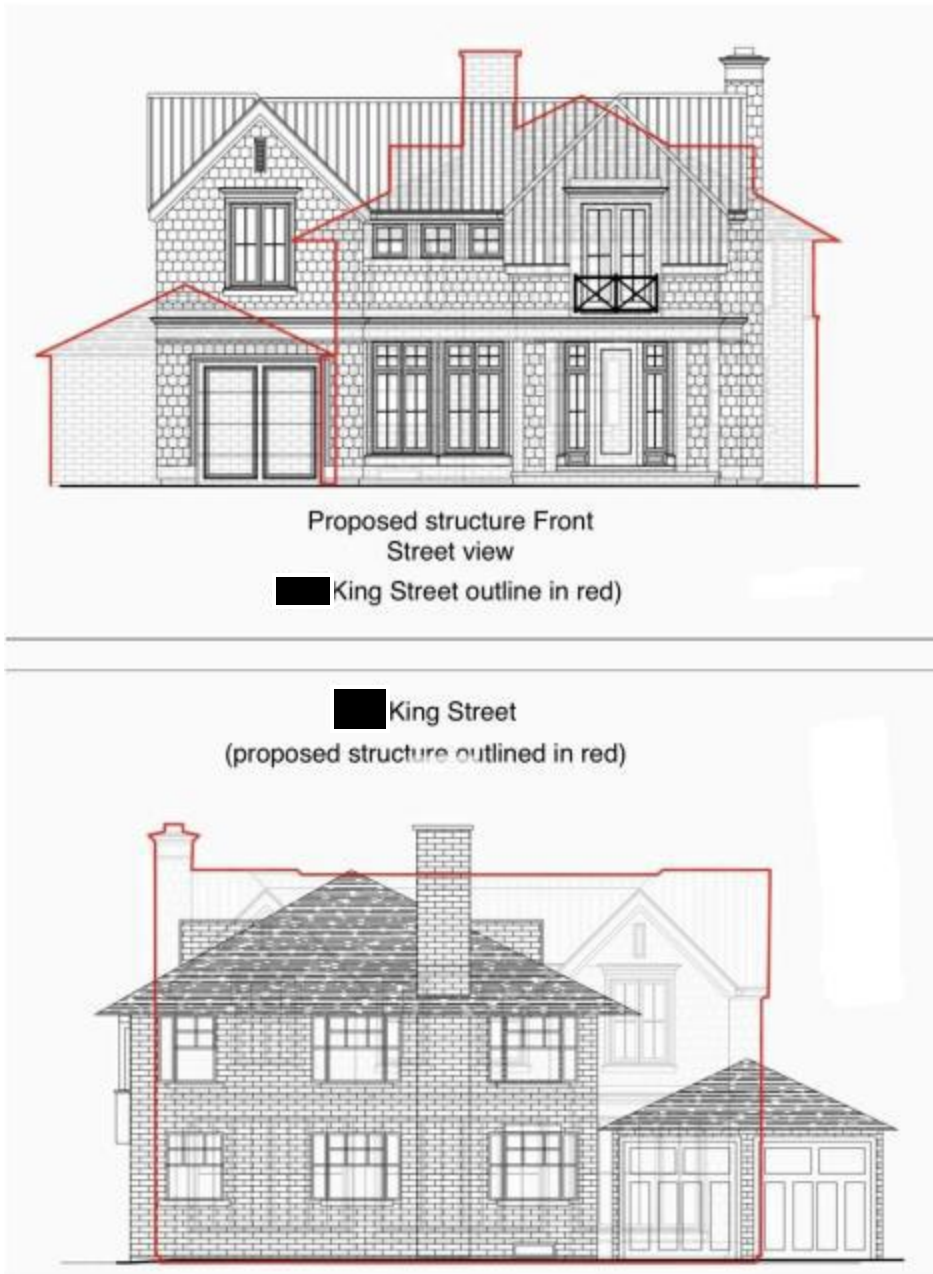 Proposed structure Front
Street view
King Street outline in red)
King Street
(proposed structure outlined in red)